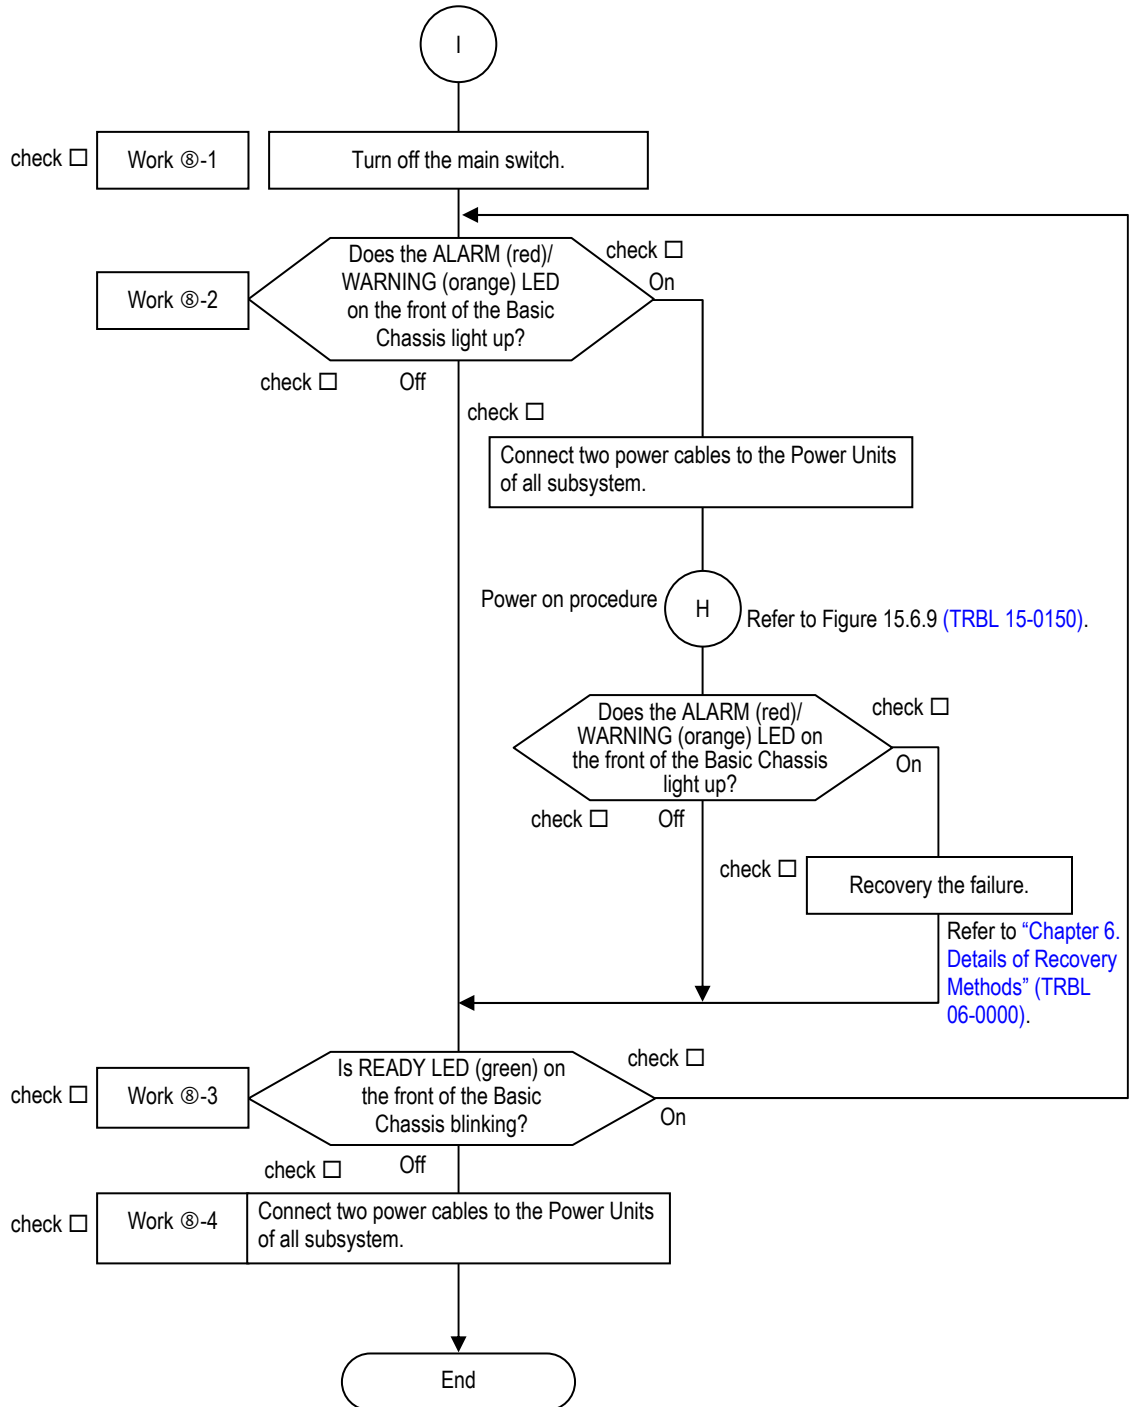 I
check □
Work ⑧-1
Turn off the main switch.
Work ⑧-2
Does the ALARM (red)/
WARNING (orange) LED
on the front of the Basic
Chassis light up?
check □
On
check □
Off
check □
Connect two power cables to the Power Units
of all subsystem.
Power on procedure
H
Refer to Figure 15.6.9 (TRBL 15-0150).
Does the ALARM (red)/
WARNING (orange) LED on
the front of the Basic Chassis
light up?
check □
On
check □
Off
check □
Recovery the failure.
Refer to “Chapter 6.
Details of Recovery
Methods” (TRBL
06-0000).
check □
Work ⑧-3
Is READY LED (green) on
the front of the Basic
Chassis blinking?
check □
On
check □
Off
check □
Work ⑧-4
Connect two power cables to the Power Units
of all subsystem.
End